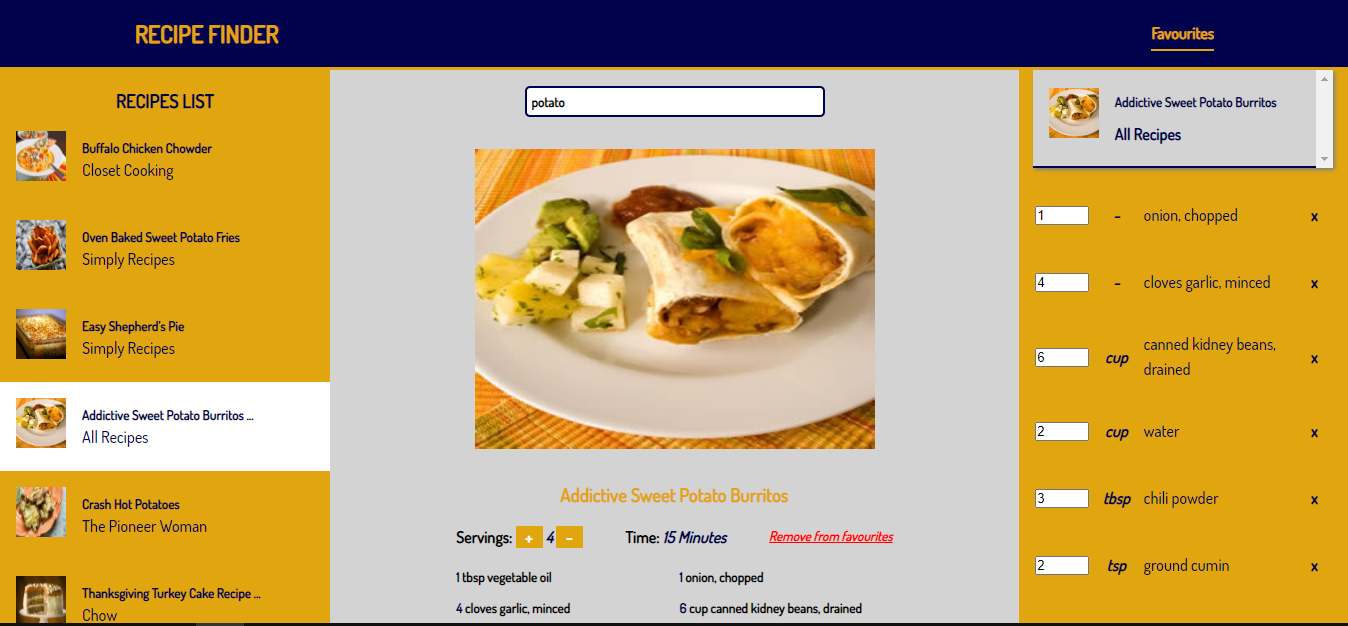 RECIPE FINDER
Favourites
RECIPES LIST
Buffalo Chicken Chowder
Closet Cooking
Oven Baked Sweet Potato Fries
Simply Recipes
Easy Shepherd's Pie
Simply Recipes
Addictive Sweet Potato Burritos ...
All Recipes
Crash Hot Potatoes
The Pioneer Woman
Thanksgiving Turkey Cake Recipe ...
Chow
potato
Addictive Sweet Potato Burritos
Servings: + 4 - Time: 15 Minutes Remove from favourites
1 tbsp vegetable oil
1 onion, chopped
4 cloves garlic, minced
6 cup canned kidney beans, drained
Addictive Sweet Potato Burritos
All Recipes
1 - onion, chopped x
4 - cloves garlic, minced x
6 cup canned kidney beans,
drained x
2 cup water x
3 tbsp chili powder x
2 tsp ground cumin x